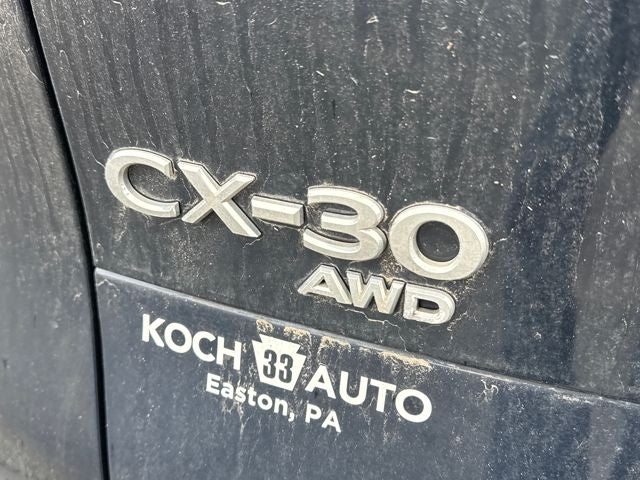 CX-30
AWD
KOCH 33 AUTO
Easton, PA